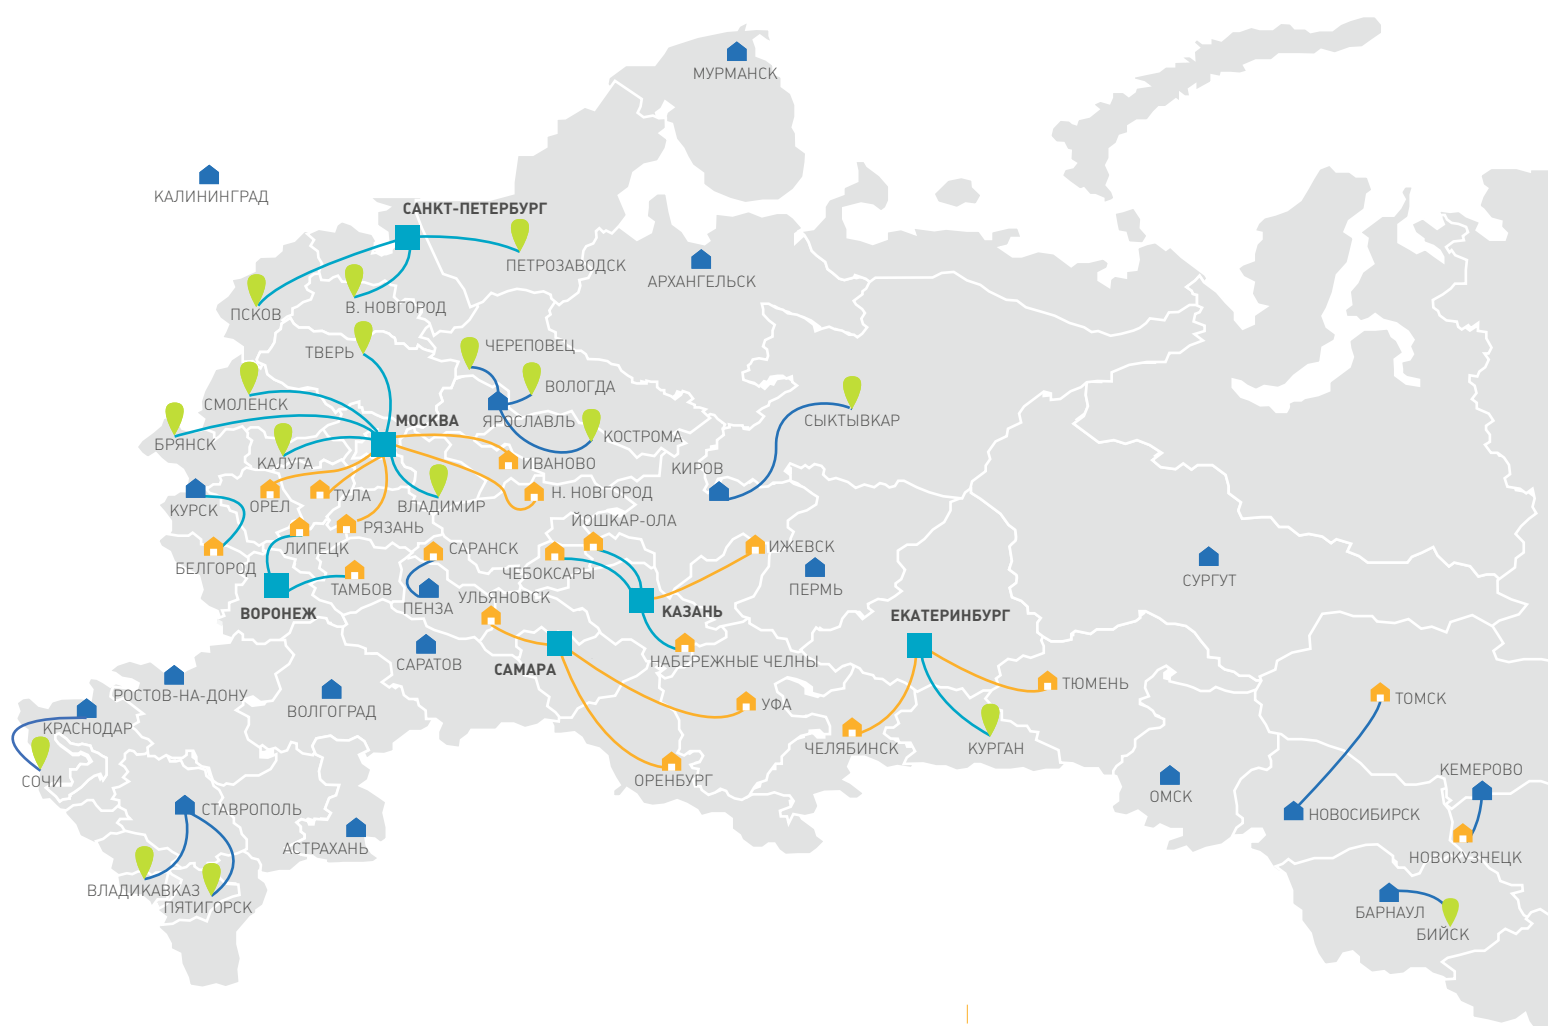 МУРМАНСК
КАЛИНИНГРАД
САНКТ-ПЕТЕРБУРГ
ПЕТРОЗАВОДСК
АРХАНГЕЛЬСК
В. НОВГОРОД
ПСКОВ
ТВЕРЬ
ЧЕРЕПОВЕЦ
ВОЛОГДА
СМОЛЕНСК
МОСКВА
ЯРОСЛАВЛЬ
СЫКТЫВКАР
КОСТРОМА
БРЯНСК
КАЛУГА
ИВАНОВО
КИРОВ
ТУЛА
Н. НОВГОРОД
ОРЕЛ
ВЛАДИМИР
КУРСК
ЙОШКАР-ОЛА
РЯЗАНЬ
ЛИПЕЦК
САРАНСК
ИЖЕВСК
БЕЛГОРОД
ЧЕБОКСАРЫ
СУРГУТ
ТАМБОВ
ПЕРМЬ
УЛЬЯНОВСК
ПЕНЗА
ВОРОНЕЖ
КАЗАНЬ
ЕКАТЕРИНБУРГ
САРАТОВ
НАБЕРЕЖНЫЕ ЧЕЛНЫ
САМАРА
ТЮМЕНЬ
РОСТОВ-НА-ДОНУ
ТОМСК
УФА
ВОЛГОГРАД
КРАСНОДАР
ЧЕЛЯБИНСК
КУРГАН
КЕМЕРОВО
СОЧИ
ОРЕНБУРГ
ОМСК
СТАВРОПОЛЬ
НОВОСИБИРСК
АСТРАХАНЬ
НОВОКУЗНЕЦК
ВЛАДИКАВКАЗ
ПЯТИГОРСК
БАРНАУЛ
БИЙСК